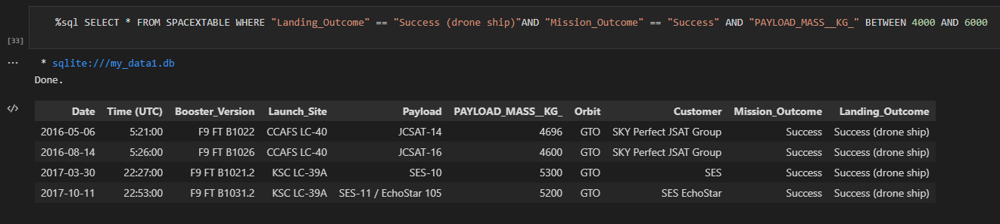 %sql SELECT * FROM SPACEXTABLE WHERE "Landing_Outcome" == "Success (drone ship)"AND "Mission_Outcome" == "Success" AND "PAYLOAD_MASS__KG_" BETWEEN 4000 AND 6000
[33]
... * sqlite:///my_data1.db
Done.
</> Date Time (UTC) Booster_Version Launch_Site Payload PAYLOAD_MASS__KG_ Orbit Customer Mission_Outcome Landing_Outcome
2016-05-06 5:21:00 F9 FT B1022 CCAFS LC-40 JCSAT-14 4696 GTO SKY Perfect JSAT Group Success Success (drone ship)
2016-08-14 5:26:00 F9 FT B1026 CCAFS LC-40 JCSAT-16 4600 GTO SKY Perfect JSAT Group Success Success (drone ship)
2017-03-30 22:27:00 F9 FT B1021.2 KSC LC-39A SES-10 5300 GTO SES Success Success (drone ship)
2017-10-11 22:53:00 F9 FT B1031.2 KSC LC-39A SES-11 / EchoStar 105 5200 GTO SES EchoStar Success Success (drone ship)